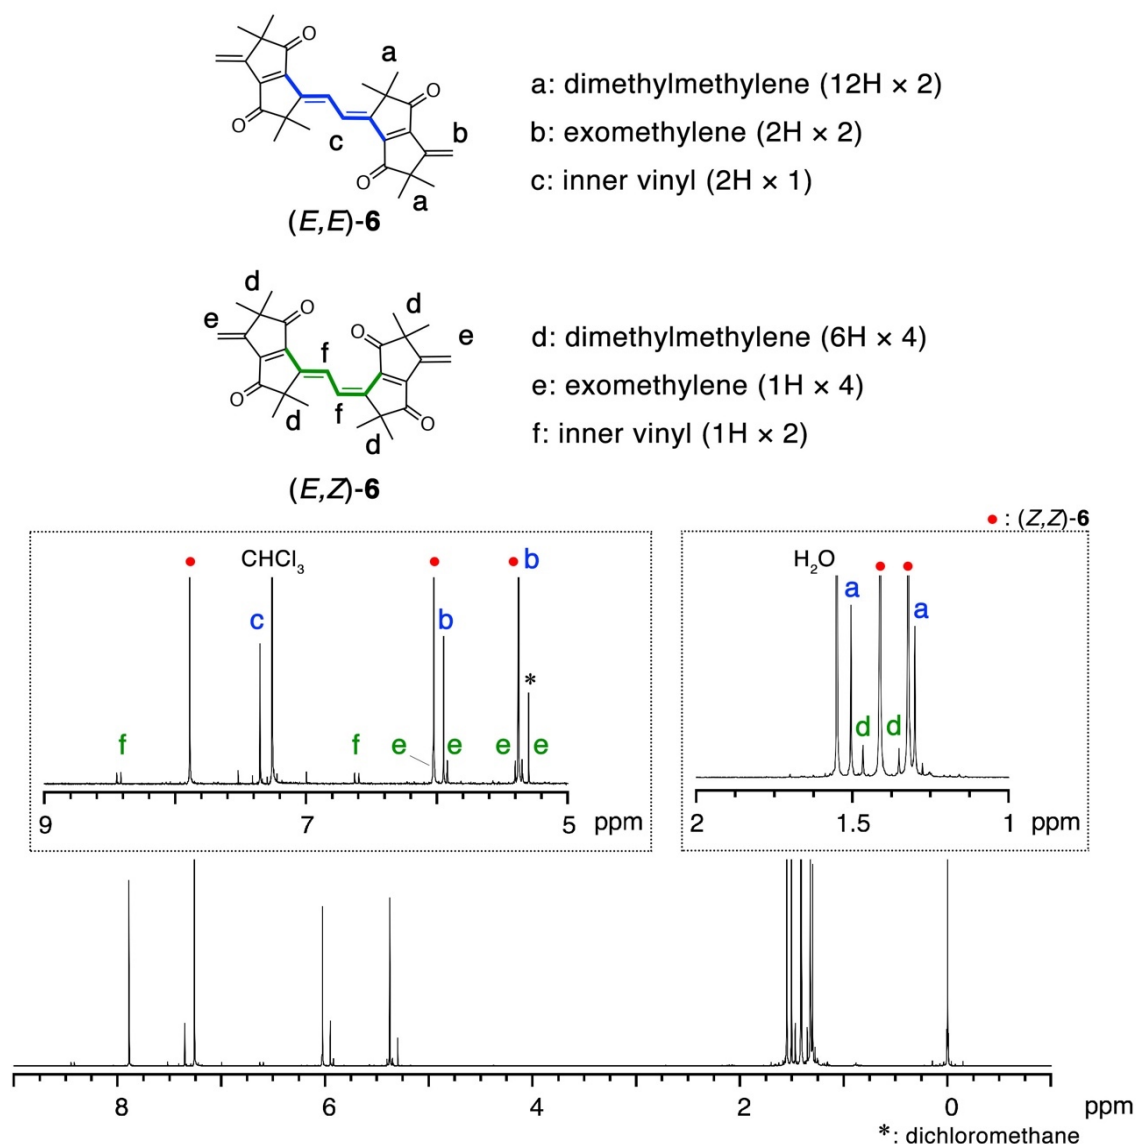 O
a
O
a: dimethylmethylene (12H × 2)
O
c
b
b: exomethylene (2H × 2)
O
a
c: inner vinyl (2H × 1)
(E,E)-6
d
O
d
e
O
e
d: dimethylmethylene (6H × 4)
f
e: exomethylene (1H × 4)
O
d
f
d
O
f: inner vinyl (1H × 2)
(E,Z)-6
● : (Z,Z)-6
● CHCl3 ● ● b
c b *
f f e e e e
9 7 5 ppm
H2O ● ●
a a
d d
2 1.5 1 ppm
8 6 4 2 0 ppm
*: dichloromethane